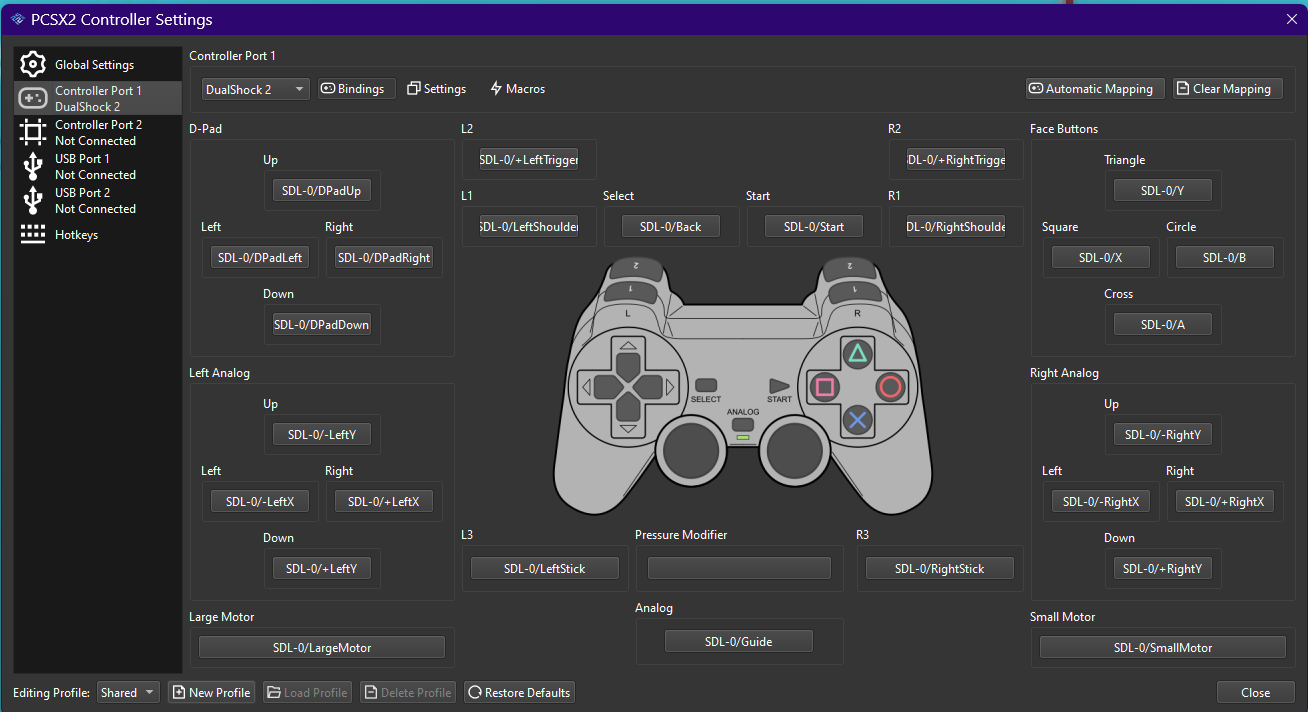 PCSX2 Controller Settings
Global Settings
Controller Port 1
DualShock 2
Controller Port 2
Not Connected
USB Port 1
Not Connected
USB Port 2
Not Connected
Hotkeys
Controller Port 1
DualShock 2
Bindings
Settings
Macros
Automatic Mapping
Clear Mapping
D-Pad
Up
SDL-0/DPadUp
Left
SDL-0/DPadLeft
Right
SDL-0/DPadRight
Down
SDL-0/DPadDown
Left Analog
Up
SDL-0/-LeftY
Left
SDL-0/-LeftX
Right
SDL-0/+LeftX
Down
SDL-0/+LeftY
Large Motor
SDL-0/LargeMotor
L2
SDL-0/+LeftTrigger
L1
SDL-0/LeftShoulder
Select
SDL-0/Back
Start
SDL-0/Start
R2
DL-0/+RightTrigge
R1
DL-0/RightShoulde
2
1
L
2
1
R
SELECT
START
ANALOG
L3
SDL-0/LeftStick
Pressure Modifier
R3
SDL-0/RightStick
Analog
SDL-0/Guide
Face Buttons
Triangle
SDL-0/Y
Square
SDL-0/X
Circle
SDL-0/B
Cross
SDL-0/A
Right Analog
Up
SDL-0/-RightY
Left
SDL-0/-RightX
Right
SDL-0/+RightX
Down
SDL-0/+RightY
Small Motor
SDL-0/SmallMotor
Editing Profile:
Shared
New Profile
Load Profile
Delete Profile
Restore Defaults
Close